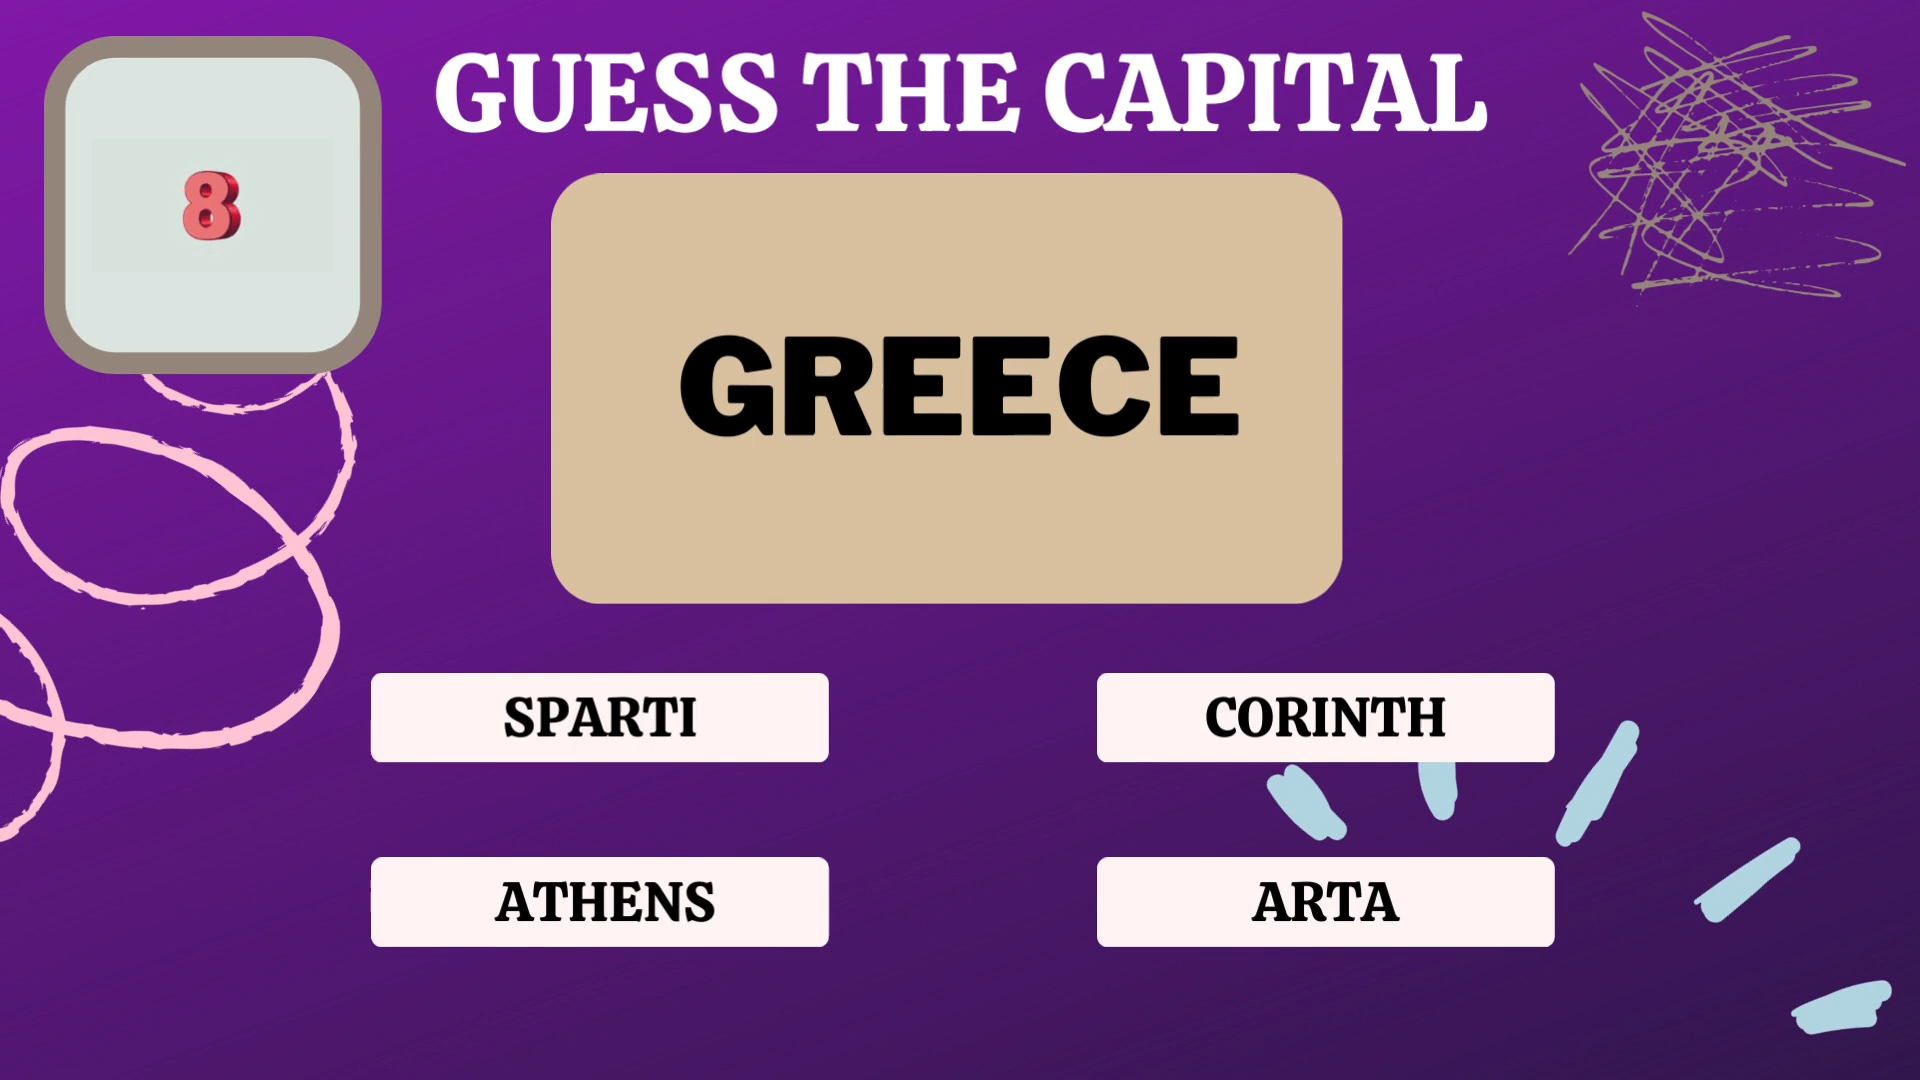 GUESS THE CAPITAL
8
GREECE
SPARTI
CORINTH
ATHENS
ARTA